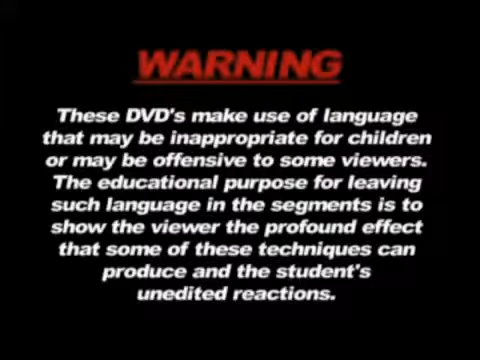 WARNING
These DVD's make use of language
that may be inappropriate for children
or may be offensive to some viewers.
The educational purpose for leaving
such language in the segments is to
show the viewer the profound effect
that some of these techniques can
produce and the student's
unedited reactions.